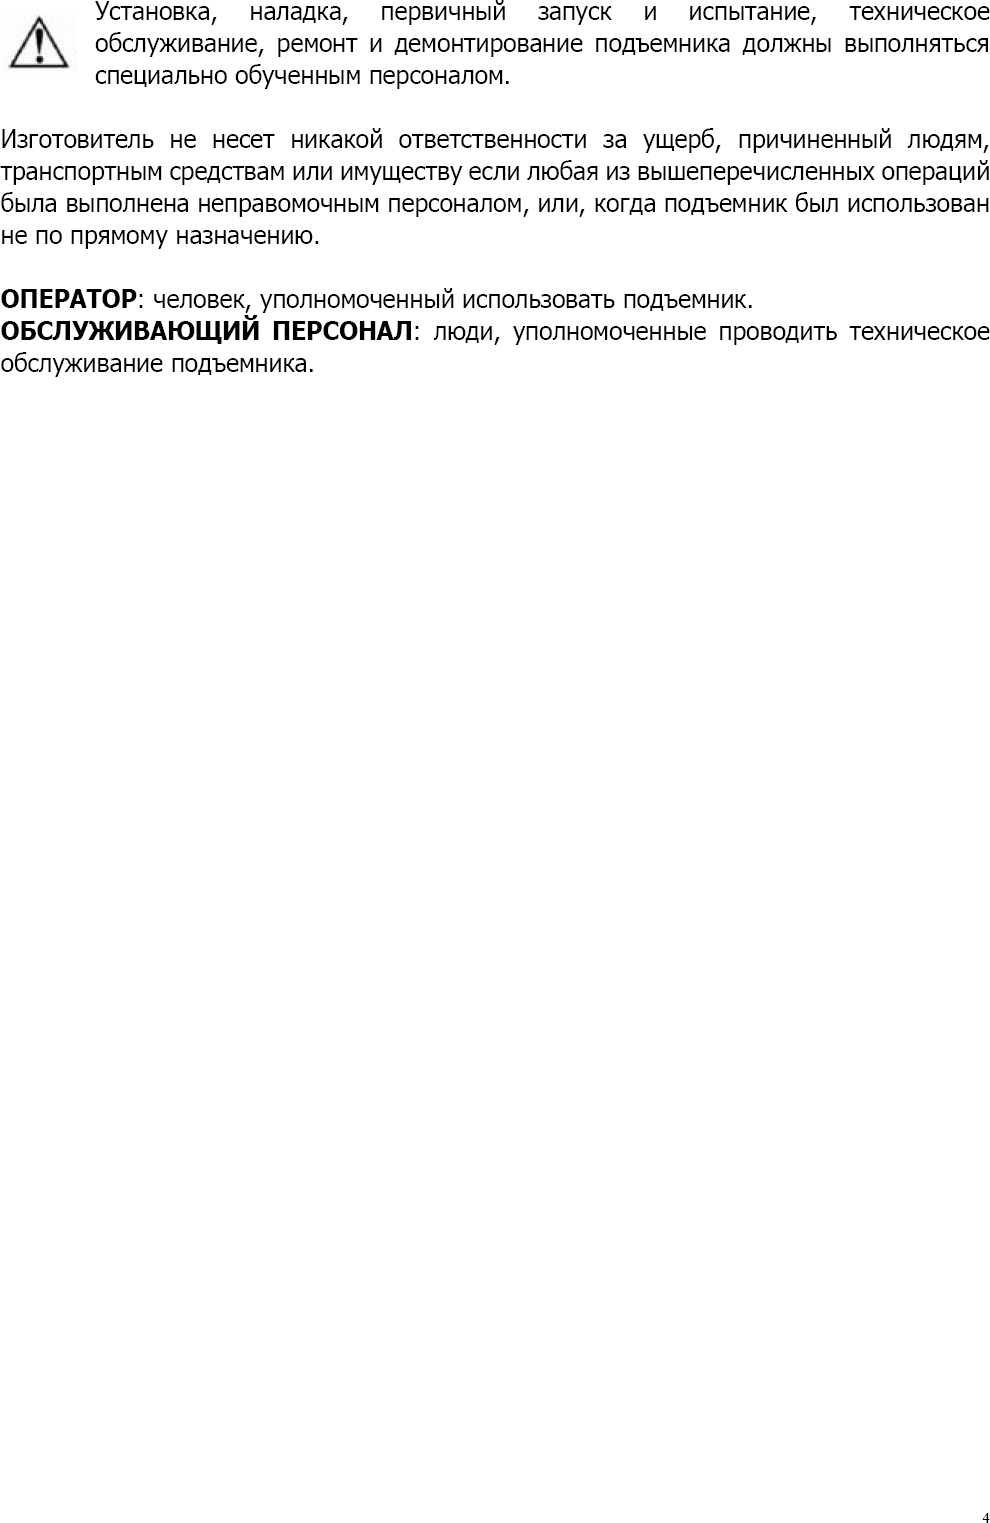 Установка, наладка, первичный запуск и испытание, техническое
обслуживание, ремонт и демонтирование подъемника должны выполняться
специально обученным персоналом.
Изготовитель не несет никакой ответственности за ущерб, причиненный людям,
транспортным средствам или имуществу если любая из вышеперечисленных операций
была выполнена неправомочным персоналом, или, когда подъемник был использован
не по прямому назначению.
ОПЕРАТОР: человек, уполномоченный использовать подъемник.
ОБСЛУЖИВАЮЩИЙ ПЕРСОНАЛ: люди, уполномоченные проводить техническое
обслуживание подъемника.
4